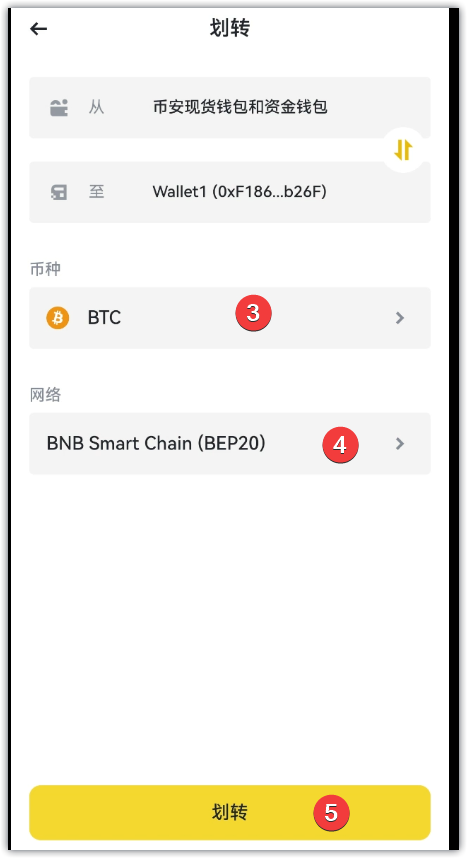 划转
从 币安现货钱包和资金钱包
至 Wallet1 (0xF186...b26F)
币种
BTC 3
网络
BNB Smart Chain (BEP20) 4
划转 5